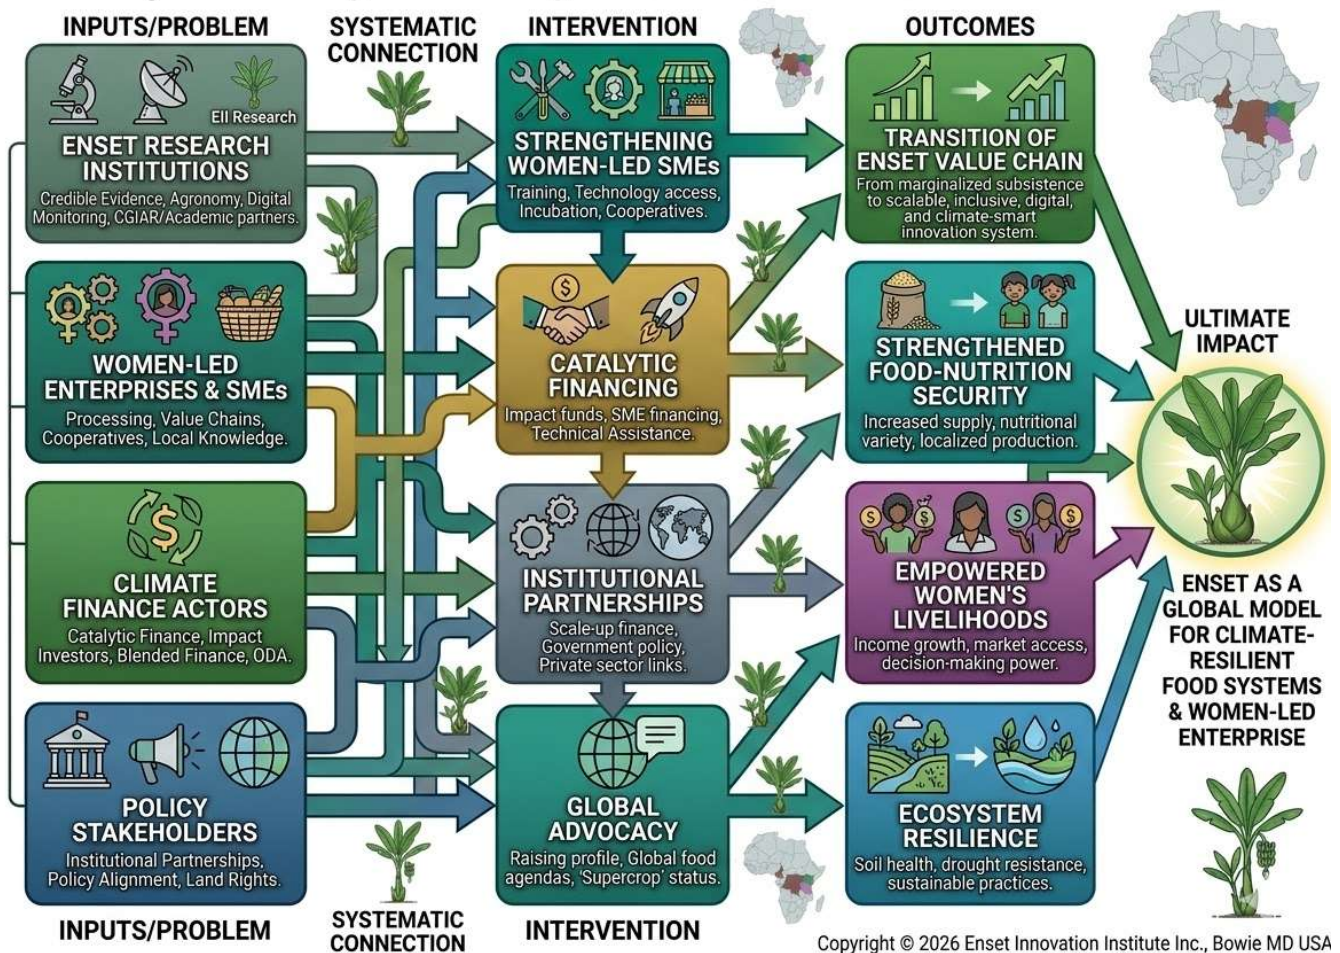 INPUTS/PROBLEM
SYSTEMATIC
CONNECTION
INTERVENTION
OUTCOMES
EII Research
ENSET RESEARCH
INSTITUTIONS
Credible Evidence, Agronomy, Digital
Monitoring, CGIAR/Academic partners.
WOMEN-LED
ENTERPRISES & SMEs
Processing, Value Chains,
Cooperatives, Local Knowledge.
$
CLIMATE
FINANCE ACTORS
Catalytic Finance, Impact
Investors, Blended Finance, ODA.
POLICY
STAKEHOLDERS
Institutional Partnerships,
Policy Alignment, Land Rights.
INPUTS/PROBLEM
SYSTEMATIC
CONNECTION
STRENGTHENING
WOMEN-LED SMEs
Training, Technology access,
Incubation, Cooperatives.
$
CATALYTIC
FINANCING
Impact funds, SME financing,
Technical Assistance.
INSTITUTIONAL
PARTNERSHIPS
Scale-up finance,
Government policy,
Private sector links.
GLOBAL
ADVOCACY
Raising profile, Global food
agendas, ‘Supercrop’ status.
INTERVENTION
TRANSITION OF
ENSET VALUE CHAIN
From marginalized subsistence
to scalable, inclusive, digital,
and climate-smart
innovation system.
STRENGTHENED
FOOD-NUTRITION
SECURITY
Increased supply, nutritional
variety, localized production.
$ $ $ $
EMPOWERED
WOMEN'S
LIVELIHOODS
Income growth, market access,
decision-making power.
ECOSYSTEM
RESILIENCE
Soil health, drought resistance,
sustainable practices.
ULTIMATE
IMPACT
ENSET AS A
GLOBAL MODEL
FOR CLIMATE-
RESILIENT
FOOD SYSTEMS
& WOMEN-LED
ENTERPRISE
Copyright © 2026 Enset Innovation Institute Inc., Bowie MD USA